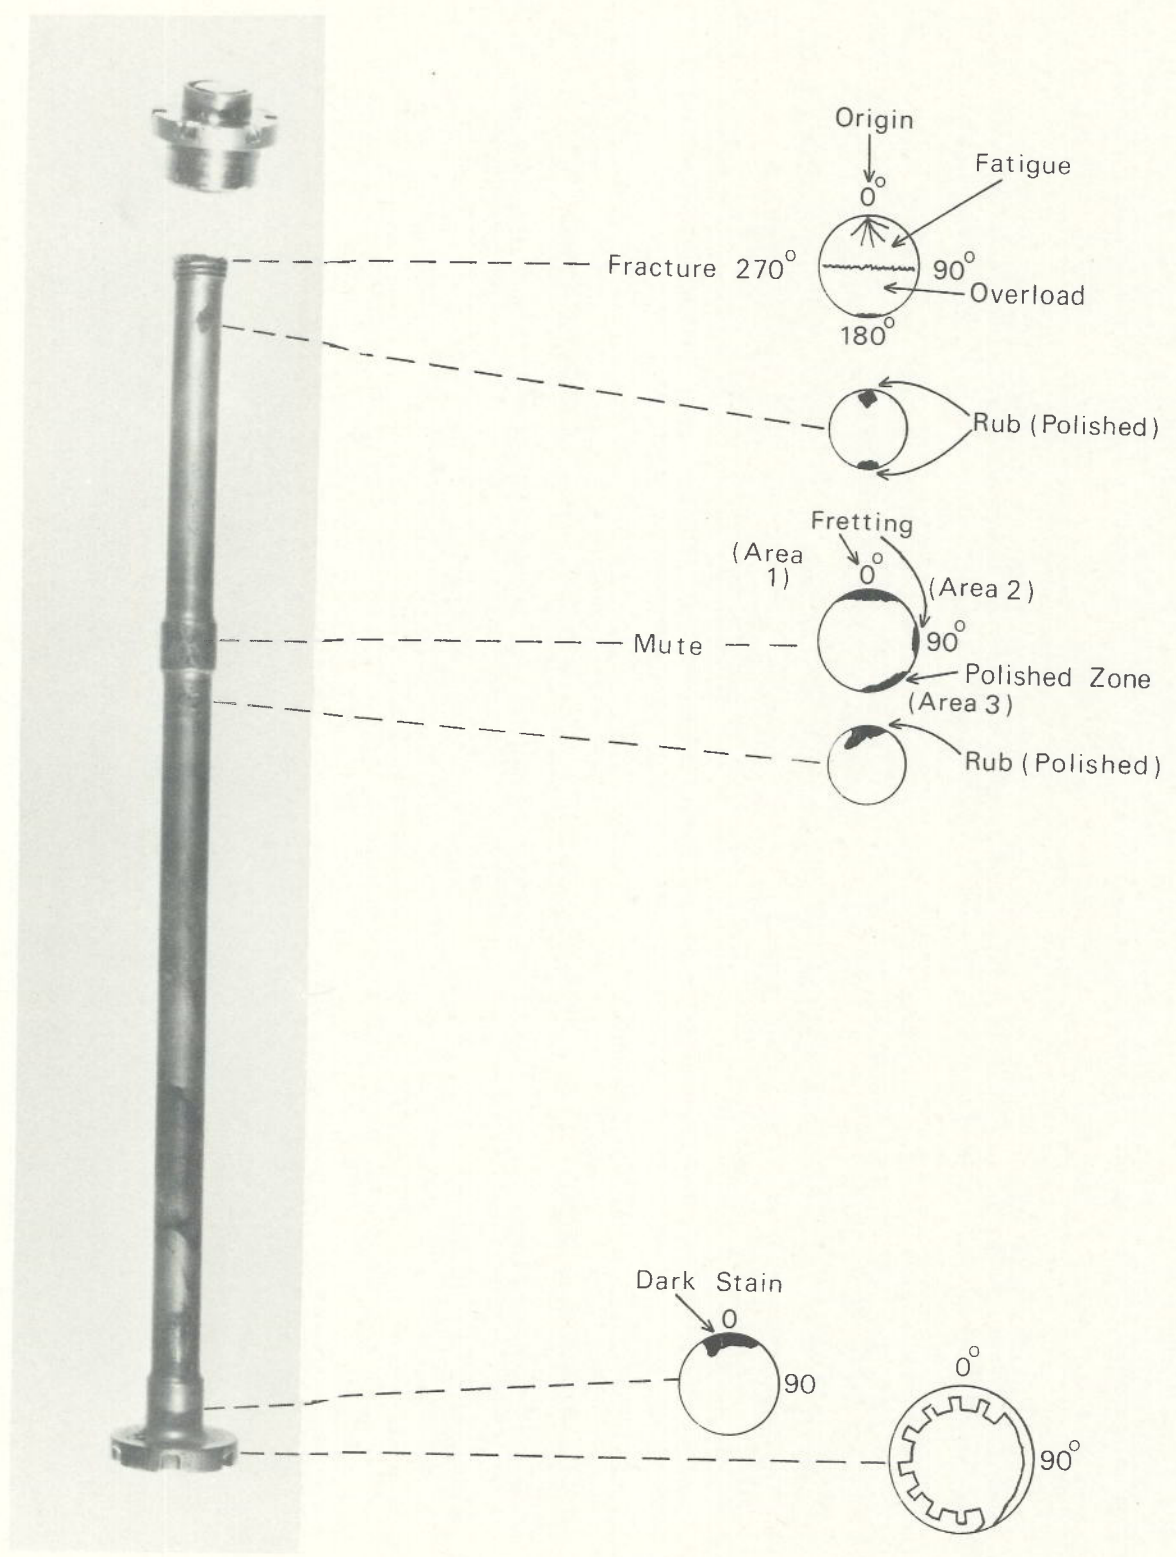 Origin
Fatigue
0°
Fracture 270°
90°
Overload
180°
Rub (Polished)
Fretting
(Area
1)
0°
(Area 2)
Mute
90°
Polished Zone
(Area 3)
Rub (Polished)
Dark Stain
0
90
0°
90°